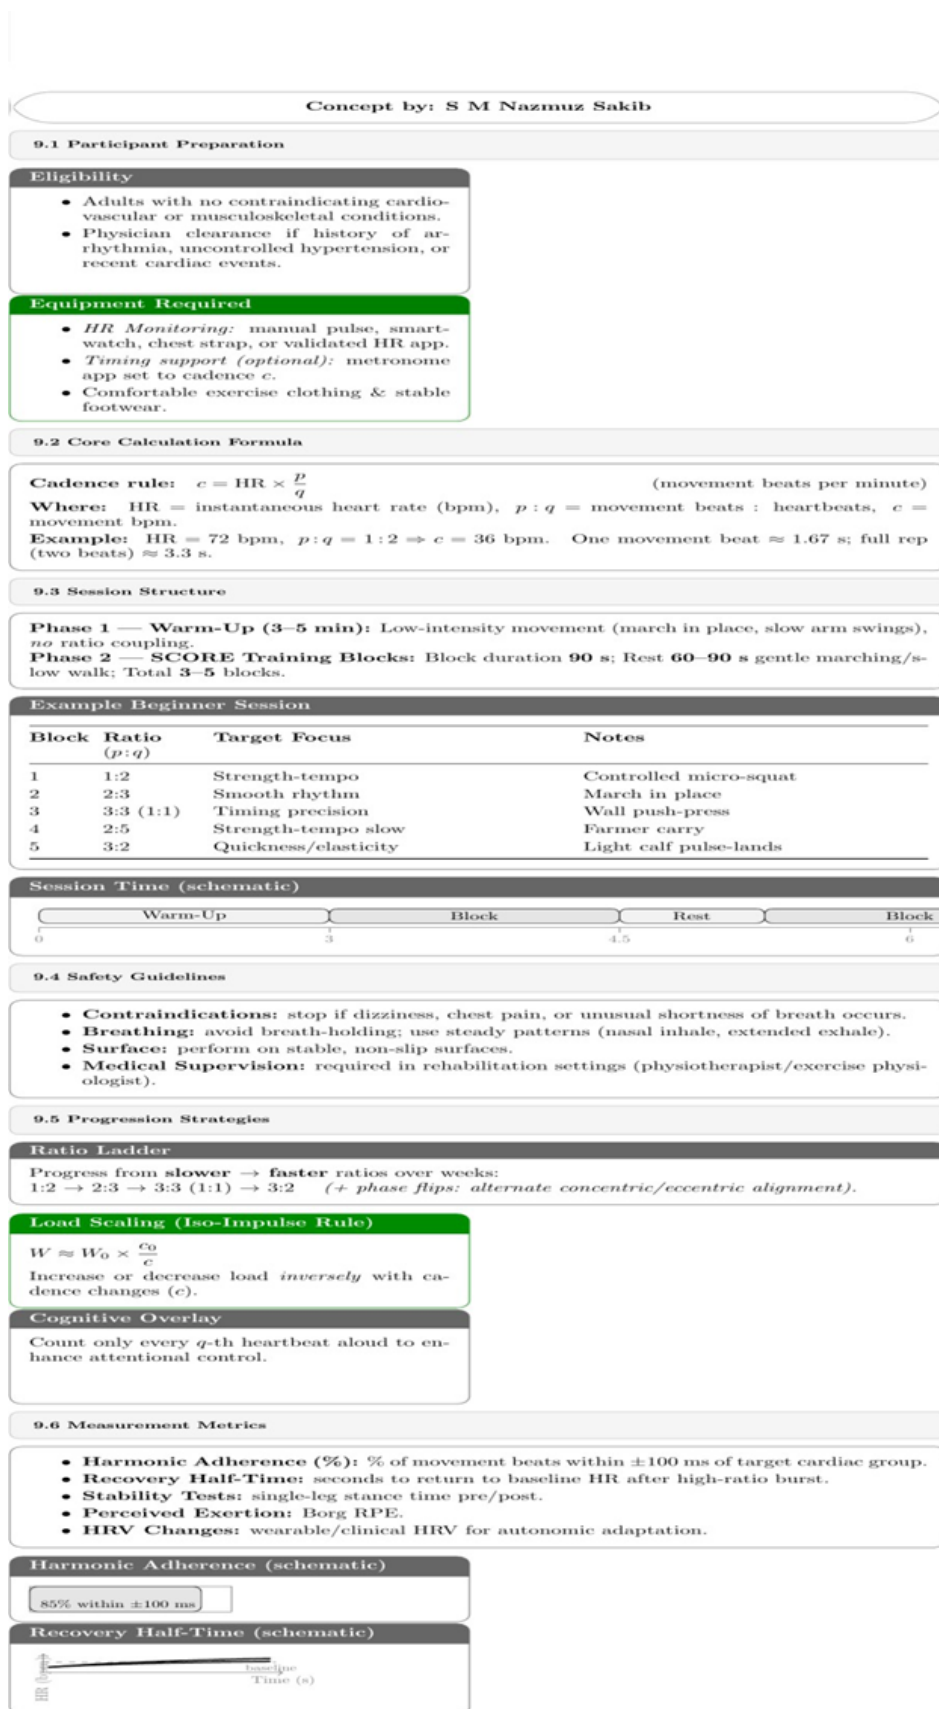 Concept by: S M Nazmuz Sakib
9.1 Participant Preparation
Eligibility
• Adults with no contraindicating cardio-
vascular or musculoskeletal conditions.
• Physician clearance if history of ar-
rhythmia, uncontrolled hypertension, or
recent cardiac events.
Equipment Required
• HR Monitoring: manual pulse, smart-
watch, chest strap, or validated HR app.
• Timing support (optional): metronome
app set to cadence c.
• Comfortable exercise clothing & stable
footwear.
9.2 Core Calculation Formula
Cadence rule: c = HR × p/q (movement beats per minute)
Where: HR = instantaneous heart rate (bpm), p : q = movement beats : heartbeats, c =
movement bpm.
Example: HR = 72 bpm, p:q = 1:2 ⇒ c = 36 bpm. One movement beat ≈ 1.67 s; full rep
(two beats) ≈ 3.3 s.
9.3 Session Structure
Phase 1 — Warm-Up (3–5 min): Low-intensity movement (march in place, slow arm swings),
no ratio coupling.
Phase 2 — SCORE Training Blocks: Block duration 90 s; Rest 60–90 s gentle marching/s-
low walk; Total 3–5 blocks.
Example Beginner Session
Block Ratio Target Focus Notes
(p:q)
1 1:2 Strength-tempo Controlled micro-squat
2 2:3 Smooth rhythm March in place
3 3:3 (1:1) Timing precision Wall push-press
4 2:5 Strength-tempo slow Farmer carry
5 3:2 Quickness/elasticity Light calf pulse-lands
Session Time (schematic)
Warm-Up Block Rest Block
0 3 4.5 6
9.4 Safety Guidelines
• Contraindications: stop if dizziness, chest pain, or unusual shortness of breath occurs.
• Breathing: avoid breath-holding; use steady patterns (nasal inhale, extended exhale).
• Surface: perform on stable, non-slip surfaces.
• Medical Supervision: required in rehabilitation settings (physiotherapist/exercise physi-
ologist).
9.5 Progression Strategies
Ratio Ladder
Progress from slower → faster ratios over weeks:
1:2 → 2:3 → 3:3 (1:1) → 3:2 (+ phase flips: alternate concentric/eccentric alignment).
Load Scaling (Iso-Impulse Rule)
W ≈ W₀ × c₀/c
Increase or decrease load inversely with ca-
dence changes (c).
Cognitive Overlay
Count only every q-th heartbeat aloud to en-
hance attentional control.
9.6 Measurement Metrics
• Harmonic Adherence (%): % of movement beats within ±100 ms of target cardiac group.
• Recovery Half-Time: seconds to return to baseline HR after high-ratio burst.
• Stability Tests: single-leg stance time pre/post.
• Perceived Exertion: Borg RPE.
• HRV Changes: wearable/clinical HRV for autonomic adaptation.
Harmonic Adherence (schematic)
85% within ±100 ms
Recovery Half-Time (schematic)
HR (bpm)
baseline
Time (s)